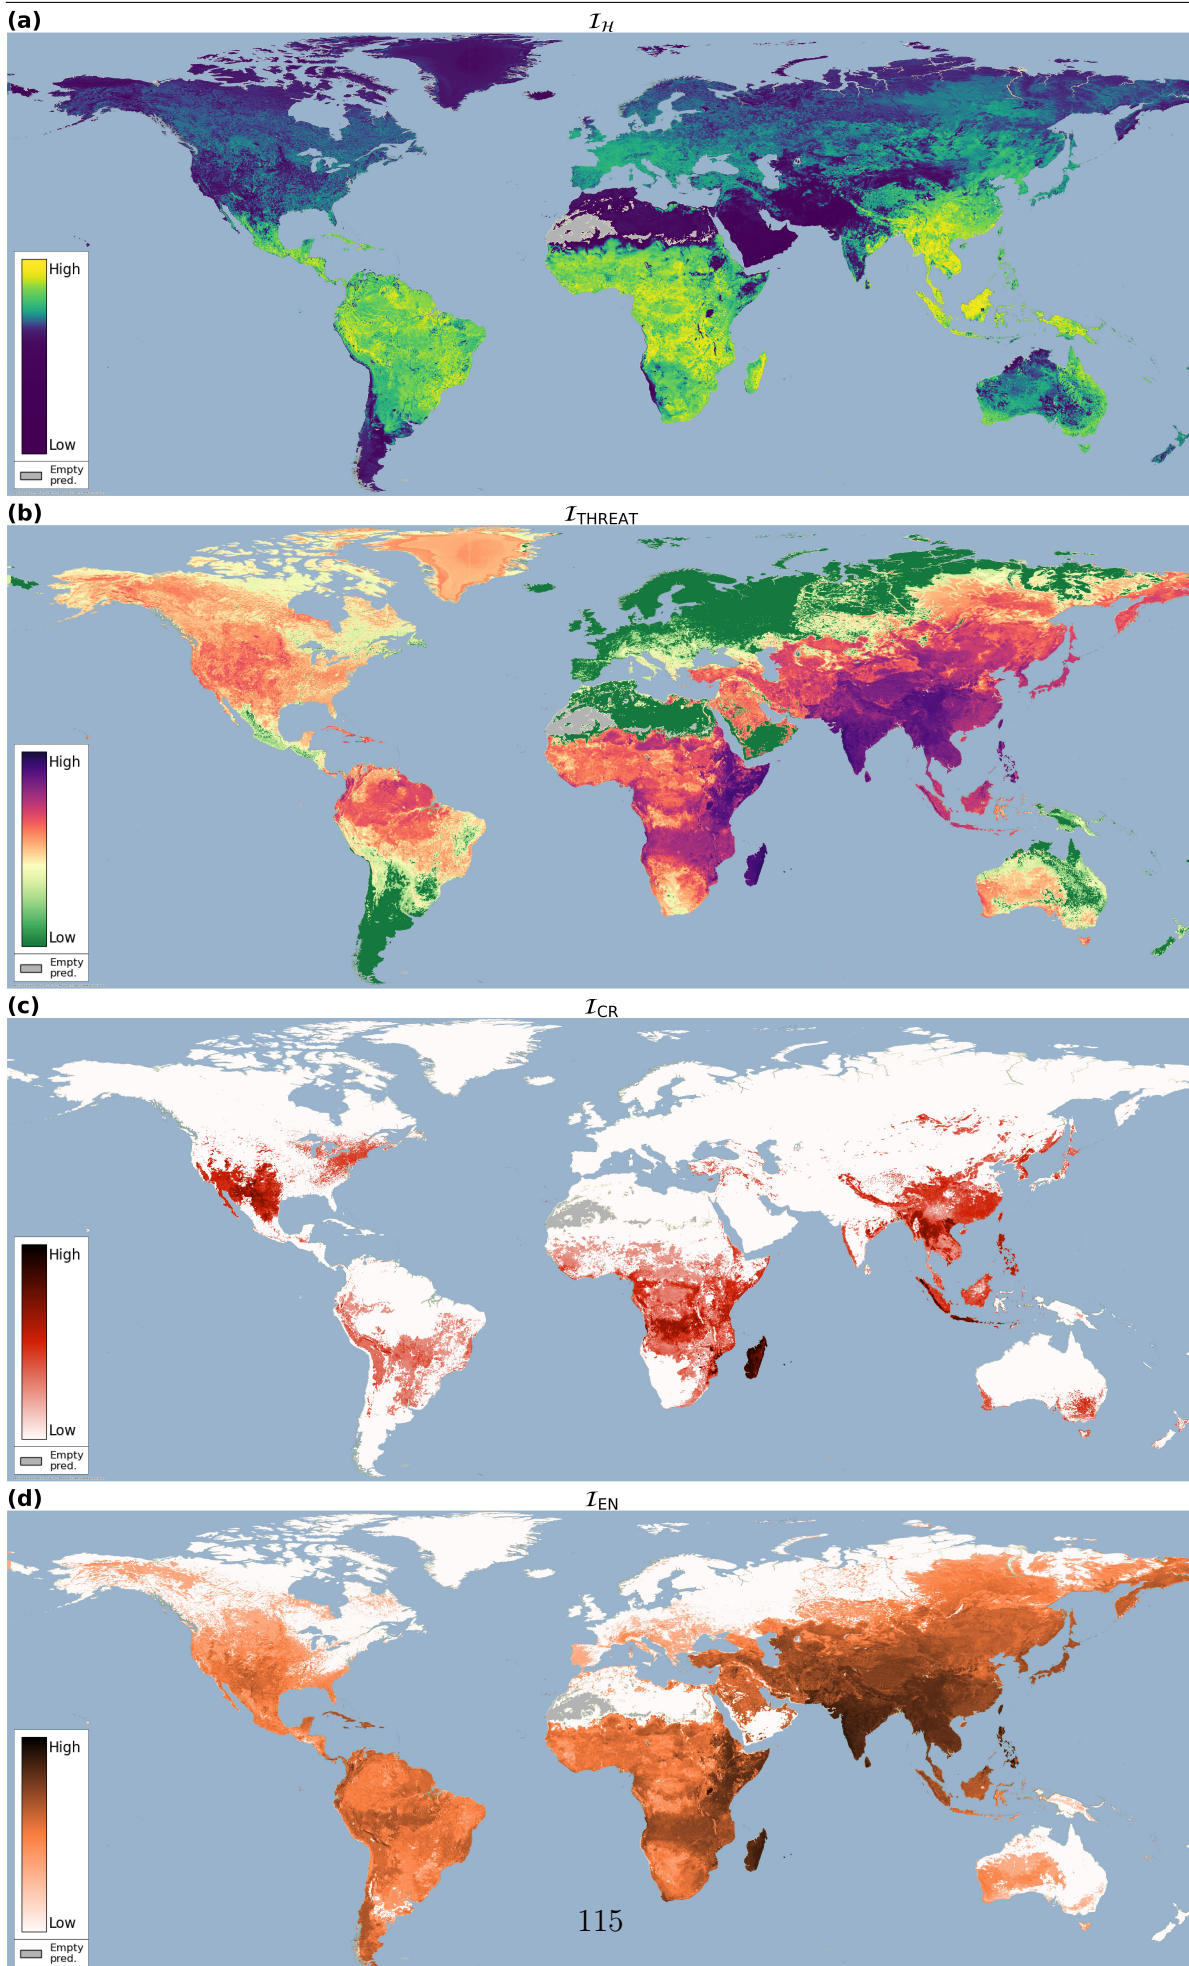 (a)
I_H
High
Low
Empty
pred.
(b)
I_THREAT
High
Low
Empty
pred.
(c)
I_CR
High
Low
Empty
pred.
(d)
I_EN
High
Low
Empty
pred.
115